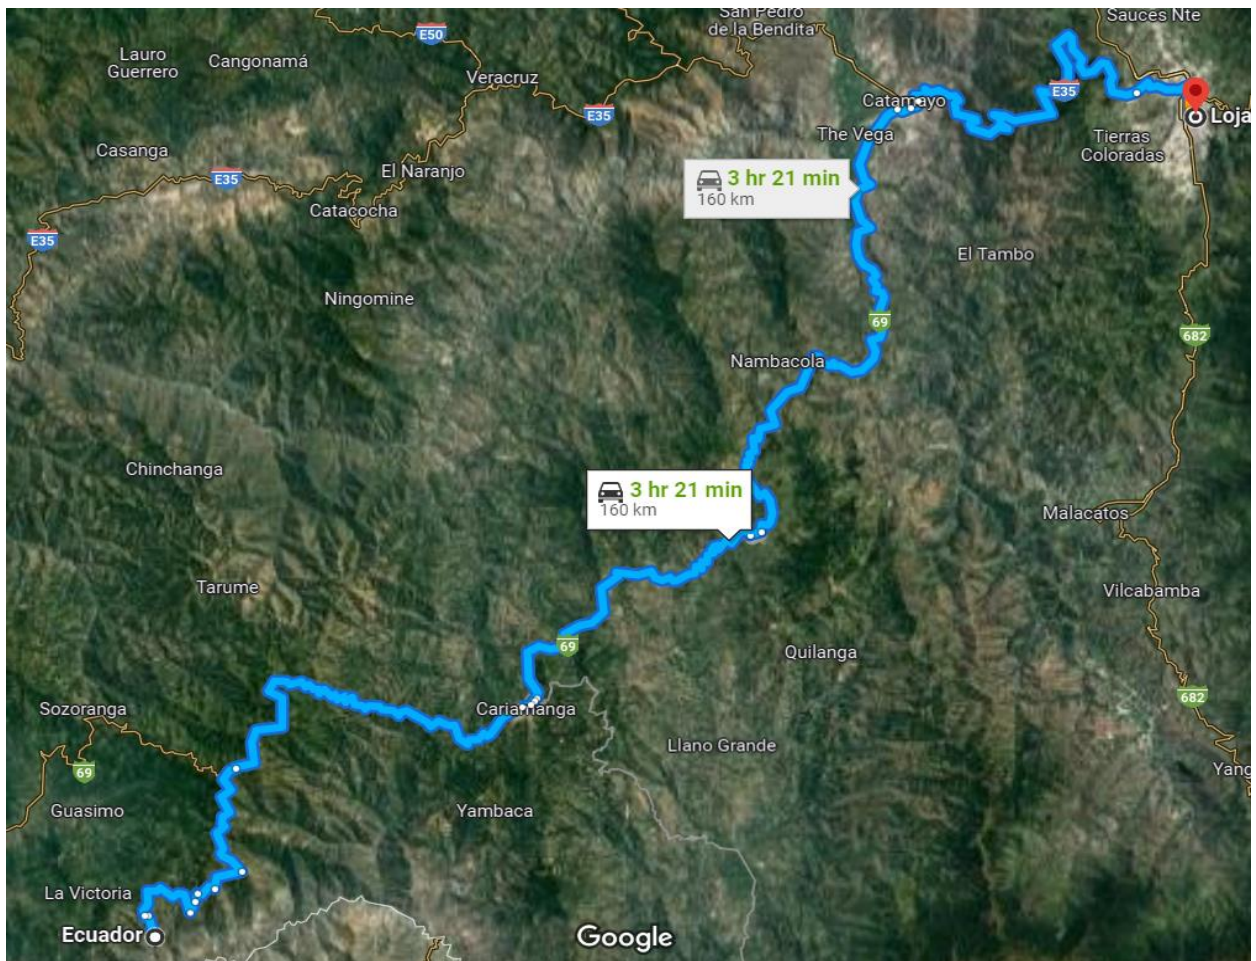 San Pedro
de la Bendita
Sauces Nte
E50
Lauro
Guerrero
Cangonamá
Veracruz
E35
E35
Catamayo
Loja
The Vega
Tierras
Coloradas
Casanga
El Naranjo
E35
3 hr 21 min
160 km
Catacocha
E35
El Tambo
Ningomine
69
682
Nambacola
Chinchanga
3 hr 21 min
160 km
Malacatos
Tarume
Vilcabamba
69
Quilanga
682
Sozoranga
Cariamanga
Llano Grande
69
Yang
Guasimo
Yambaca
La Victoria
Ecuador
Google